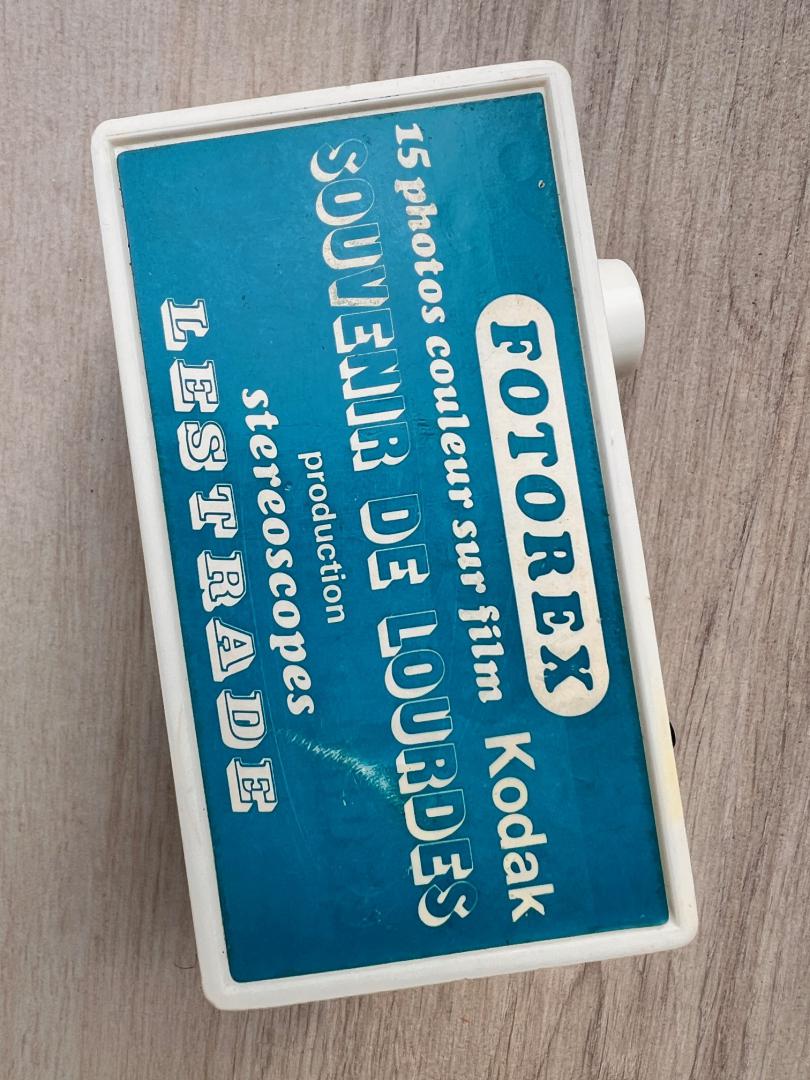 FOTOREX
15 photos couleur sur film Kodak
SOUVENIR DE LOURDES
production
stereoscopes
LESTRADE